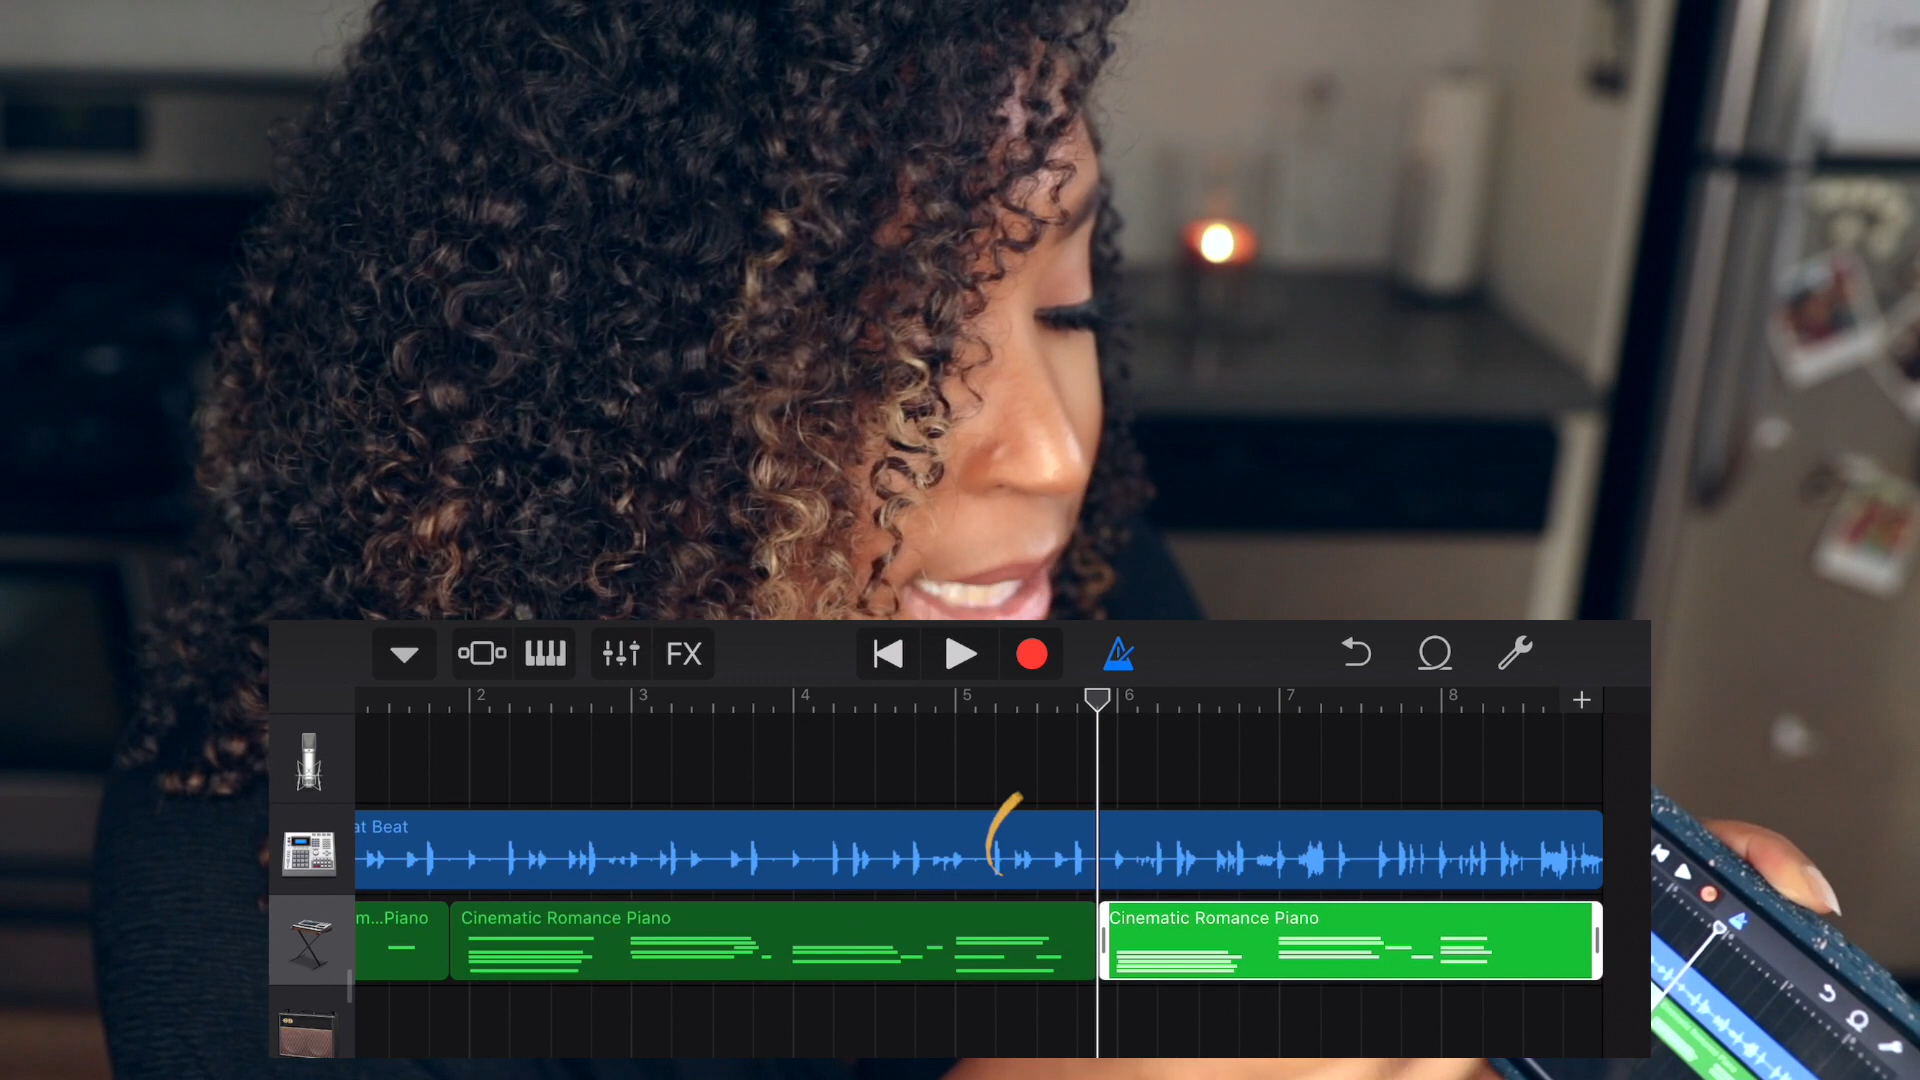 FX
2 3 4 5 6 7 8 +
at Beat
m...Piano Cinematic Romance Piano Cinematic Romance Piano